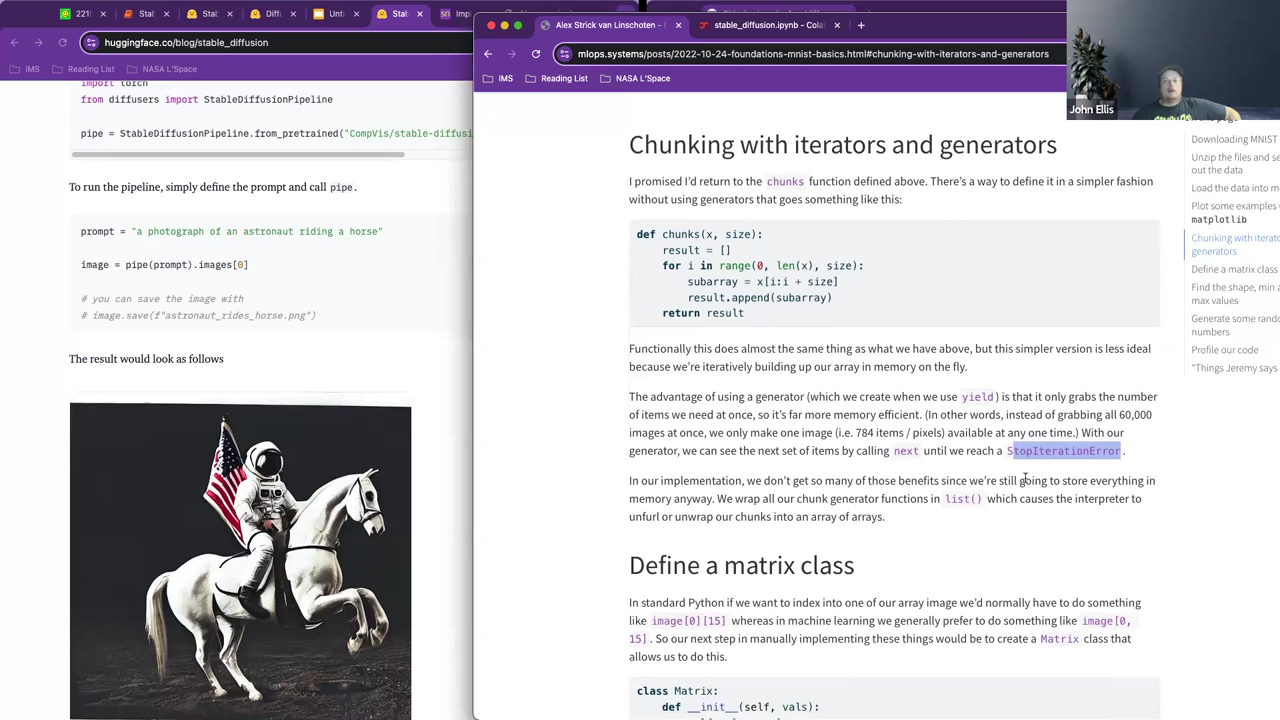 221
Stab
Stab
Diff
Unti
Stab
Imp
huggingface.co/blog/stable_diffusion
IMS
Reading List
NASA L'Space
import torch
from diffusers import StableDiffusionPipeline
pipe = StableDiffusionPipeline.from_pretrained("CompVis/stable-diffusi
To run the pipeline, simply define the prompt and call pipe.
prompt = "a photograph of an astronaut riding a horse"
image = pipe(prompt).images[0]
# you can save the image with
# image.save(f"astronaut_rides_horse.png")
The result would look as follows
Alex Strick van Linschoten -
stable_diffusion.ipynb - Cola
mlops.systems/posts/2022-10-24-foundations-mnist-basics.html#chunking-with-iterators-and-generators
IMS
Reading List
NASA L'Space
John Ellis
Chunking with iterators and generators
I promised I'd return to the chunks function defined above. There's a way to define it in a simpler fashion
without using generators that goes something like this:
def chunks(x, size):
result = []
for i in range(0, len(x), size):
subarray = x[i:i + size]
result.append(subarray)
return result
Functionally this does almost the same thing as what we have above, but this simpler version is less ideal
because we're iteratively building up our array in memory on the fly.
The advantage of using a generator (which we create when we use yield) is that it only grabs the number
of items we need at once, so it's far more memory efficient. (In other words, instead of grabbing all 60,000
images at once, we only make one image (i.e. 784 items / pixels) available at any one time.) With our
generator, we can see the next set of items by calling next until we reach a StopIterationError.
In our implementation, we don't get so many of those benefits since we're still going to store everything in
memory anyway. We wrap all our chunk generator functions in list() which causes the interpreter to
unfurl or unwrap our chunks into an array of arrays.
Define a matrix class
In standard Python if we want to index into one of our array image we'd normally have to do something
like image[0][15] whereas in machine learning we generally prefer to do something like image[0,
15]. So our next step in manually implementing these things would be to create a Matrix class that
allows us to do this.
class Matrix:
def __init__(self, vals):
Downloading MNIST
Unzip the files and se
out the data
Load the data into m
Plot some examples
matplotlib
Chunking with iterato
generators
Define a matrix class
Find the shape, min a
max values
Generate some rando
numbers
Profile our code
"Things Jeremy says